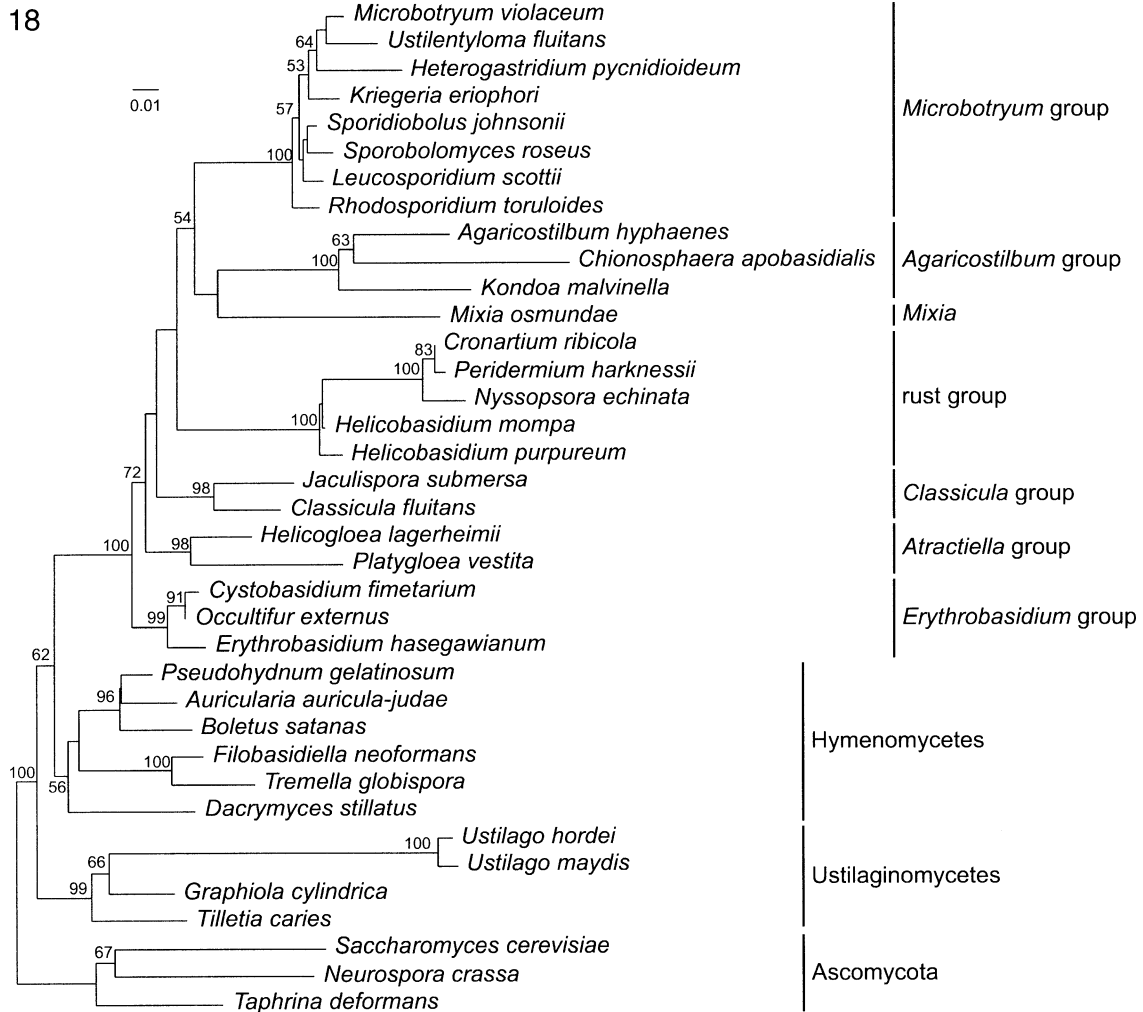 18
Microbotryum violaceum
64
Ustilentyloma fluitans
53
Heterogastridium pycnidioideum
0.01
Kriegeria eriophori
57
Microbotryum group
Sporidiobolus johnsonii
100
Sporobolomyces roseus
Leucosporidium scottii
Rhodosporidium toruloides
54
Agaricostilbum hyphaenes
63
100
Chionosphaera apobasidialis
Agaricostilbum group
Kondoa malvinella
Mixia osmundae
Mixia
Cronartium ribicola
83
100
Peridermium harknessii
Nyssopsora echinata
rust group
100
Helicobasidium mompa
Helicobasidium purpureum
72
Jaculispora submersa
98
Classicula fluitans
Classicula group
100
Helicogloea lagerheimii
98
Platygloea vestita
Atractiella group
Cystobasidium fimetarium
91
Occultifur externus
99
Erythrobasidium group
Erythrobasidium hasegawianum
62
Pseudohydnum gelatinosum
96
Auricularia auricula-judae
Boletus satanas
Hymenomycetes
Filobasidiella neoformans
100
100
Tremella globispora
56
Dacrymyces stillatus
Ustilago hordei
100
Ustilago maydis
66
Ustilaginomycetes
99
Graphiola cylindrica
Tilletia caries
Saccharomyces cerevisiae
67
Neurospora crassa
Ascomycota
Taphrina deformans